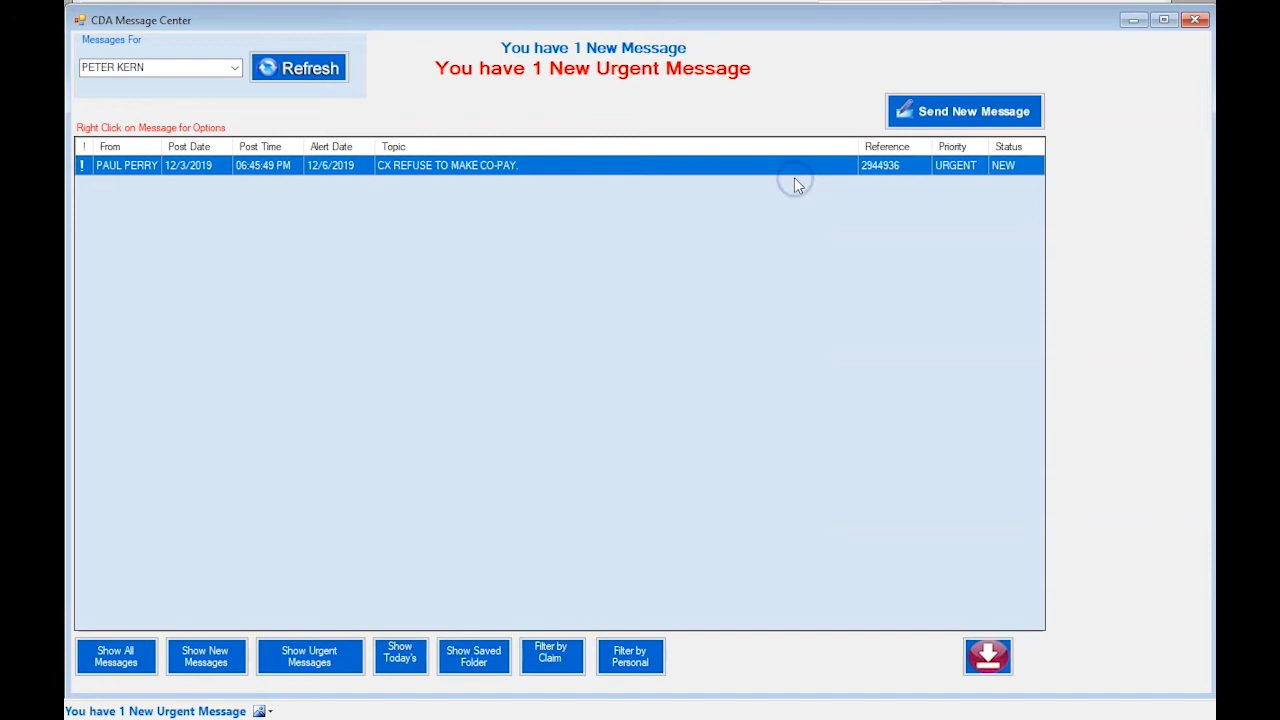 CDA Message Center
Messages For
PETER KERN
Refresh
You have 1 New Message
You have 1 New Urgent Message
Send New Message
Right Click on Message for Options
! From Post Date Post Time Alert Date Topic Reference Priority Status
! PAUL PERRY 12/3/2019 06:45:49 PM 12/6/2019 CX REFUSE TO MAKE CO-PAY. 2944936 URGENT NEW
Show All
Messages
Show New
Messages
Show Urgent
Messages
Show
Today's
Show Saved
Folder
Filter by
Claim
Filter by
Personal
You have 1 New Urgent Message